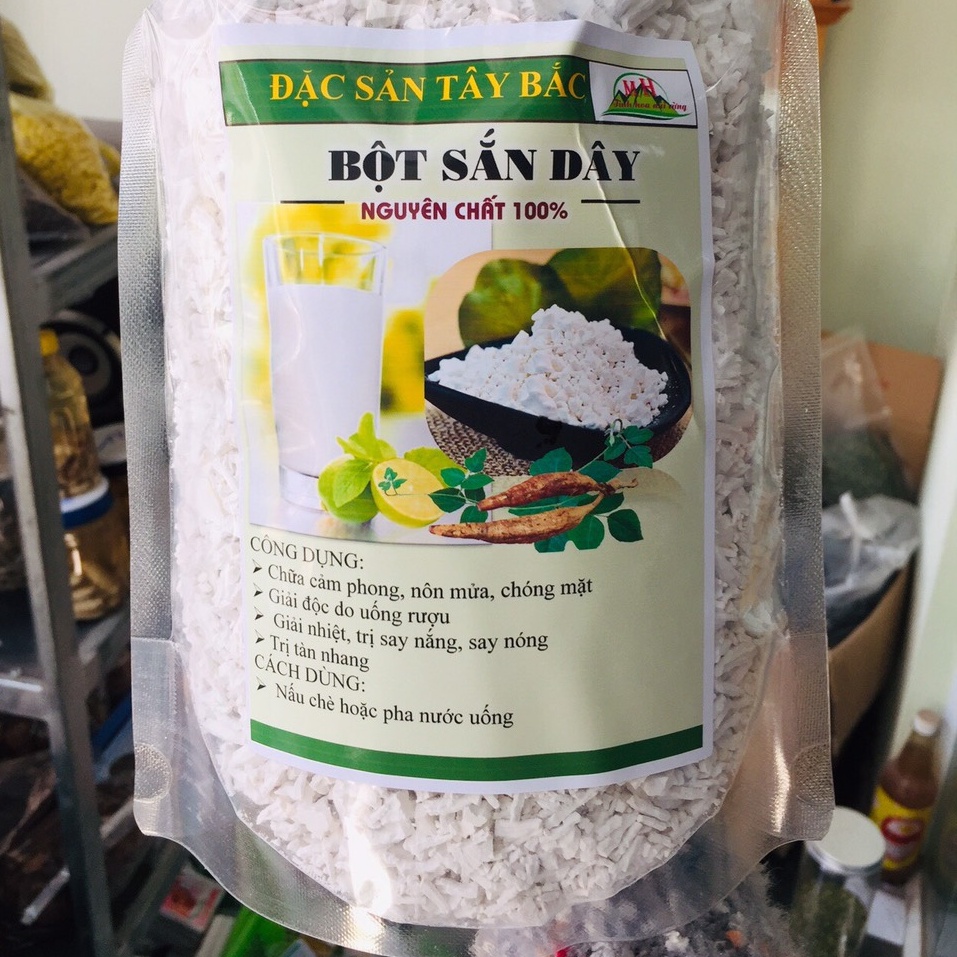 ĐẶC SẢN TÂY BẮC
BỘT SẮN DÂY
NGUYÊN CHẤT 100%
CÔNG DỤNG:
➢ Chữa cảm phong, nôn mửa, chóng mặt
➢ Giải độc do uống rượu
➢ Giải nhiệt, trị say nắng, say nóng
➢ Trị tàn nhang
CÁCH DÙNG:
➢ Nấu chè hoặc pha nước uống